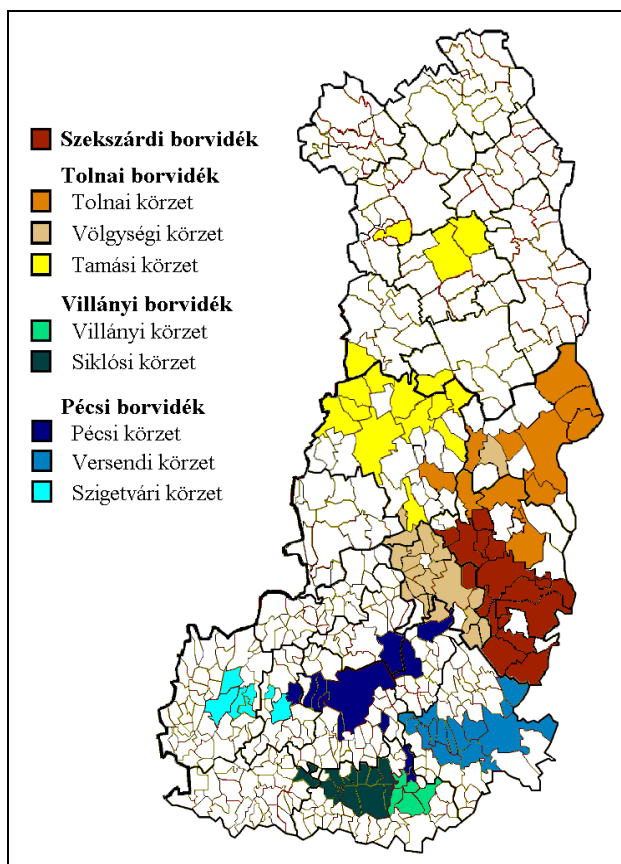 Szekszárdi borvidék
Tolnai borvidék
Tolnai körzet
Völgységi körzet
Tamási körzet
Villányi borvidék
Villányi körzet
Siklósi körzet
Pécsi borvidék
Pécsi körzet
Versendi körzet
Szigetvári körzet